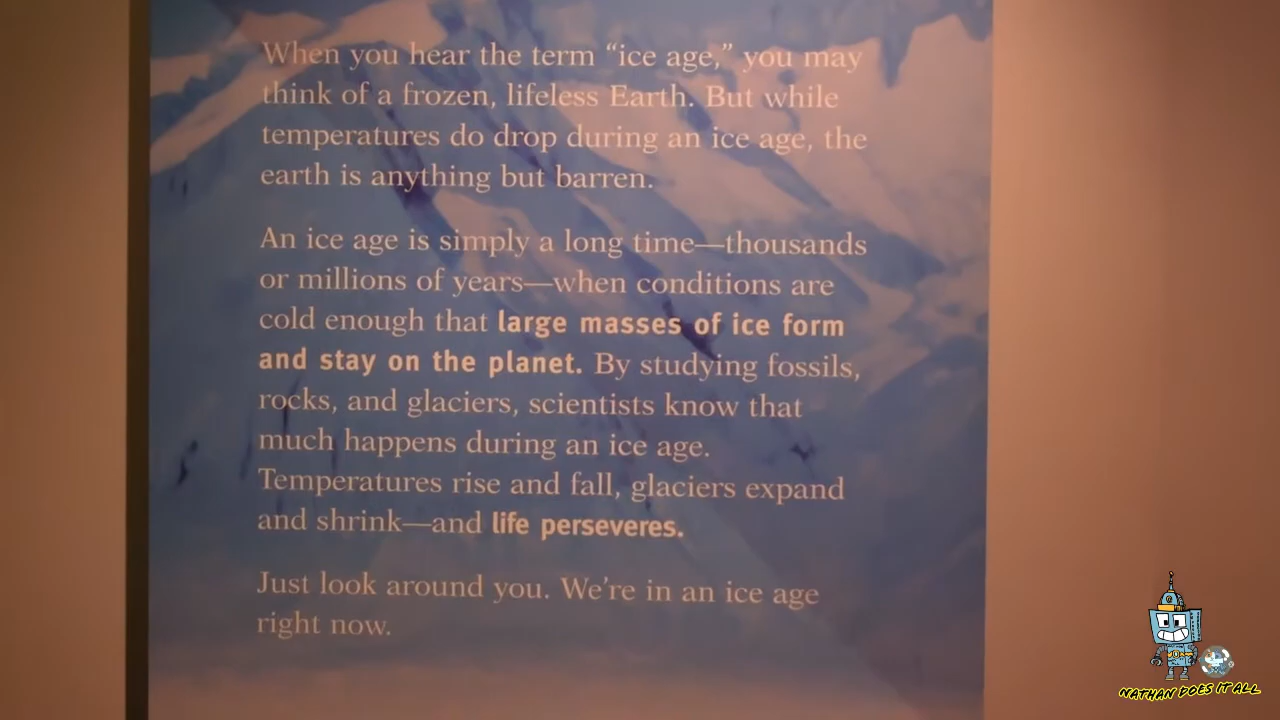 When you hear the term “ice age,” you may
think of a frozen, lifeless Earth. But while
temperatures do drop during an ice age, the
earth is anything but barren.
An ice age is simply a long time—thousands
or millions of years—when conditions are
cold enough that large masses of ice form
and stay on the planet. By studying fossils,
rocks, and glaciers, scientists know that
much happens during an ice age.
Temperatures rise and fall, glaciers expand
and shrink—and life perseveres.
Just look around you. We’re in an ice age
right now.
NATHAN DOES IT ALL